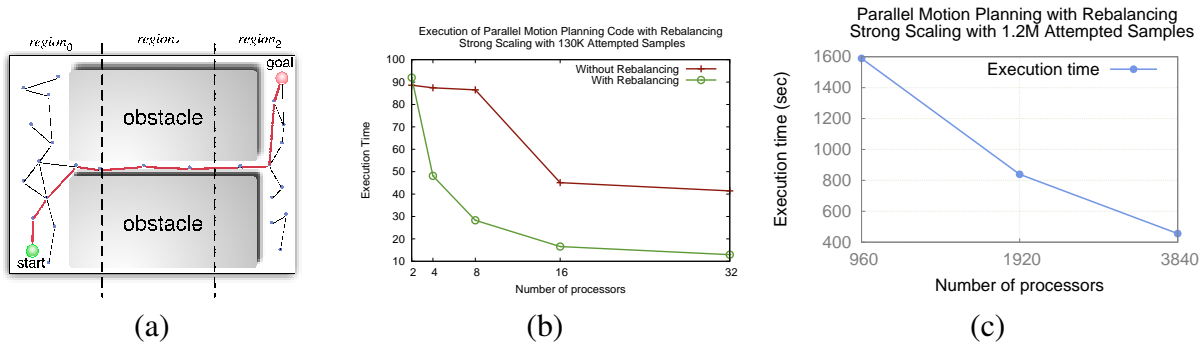 region0 region, region2
goal
obstacle
obstacle
start
(a)
Execution of Parallel Motion Planning Code with Rebalancing
Strong Scaling with 130K Attempted Samples
Without Rebalancing
With Rebalancing
Execution Time
100
90
80
70
60
50
40
30
20
10
2 4 8 16 32
Number of processors
(b)
Parallel Motion Planning with Rebalancing
Strong Scaling with 1.2M Attempted Samples
Execution time
Execution time (sec)
1600
1400
1200
1000
800
600
400
960 1920 3840
Number of processors
(c)